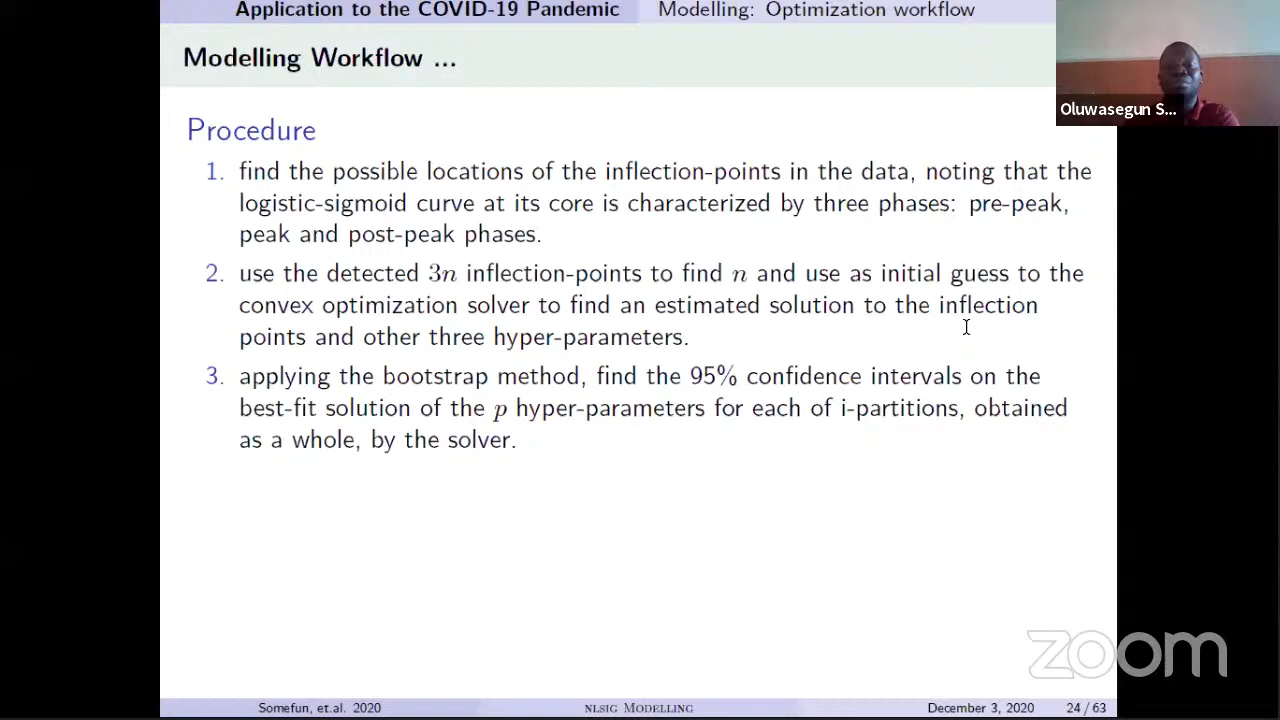 Application to the COVID-19 Pandemic Modelling: Optimization workflow
Modelling Workflow ...
Oluwasegun S...
Procedure
1. find the possible locations of the inflection-points in the data, noting that the
logistic-sigmoid curve at its core is characterized by three phases: pre-peak,
peak and post-peak phases.
2. use the detected 3n inflection-points to find n and use as initial guess to the
convex optimization solver to find an estimated solution to the inflection
points and other three hyper-parameters.
3. applying the bootstrap method, find the 95% confidence intervals on the
best-fit solution of the p hyper-parameters for each of i-partitions, obtained
as a whole, by the solver.
zoom
Somefun, et.al. 2020 NLSIG MODELLING December 3, 2020 24 / 63